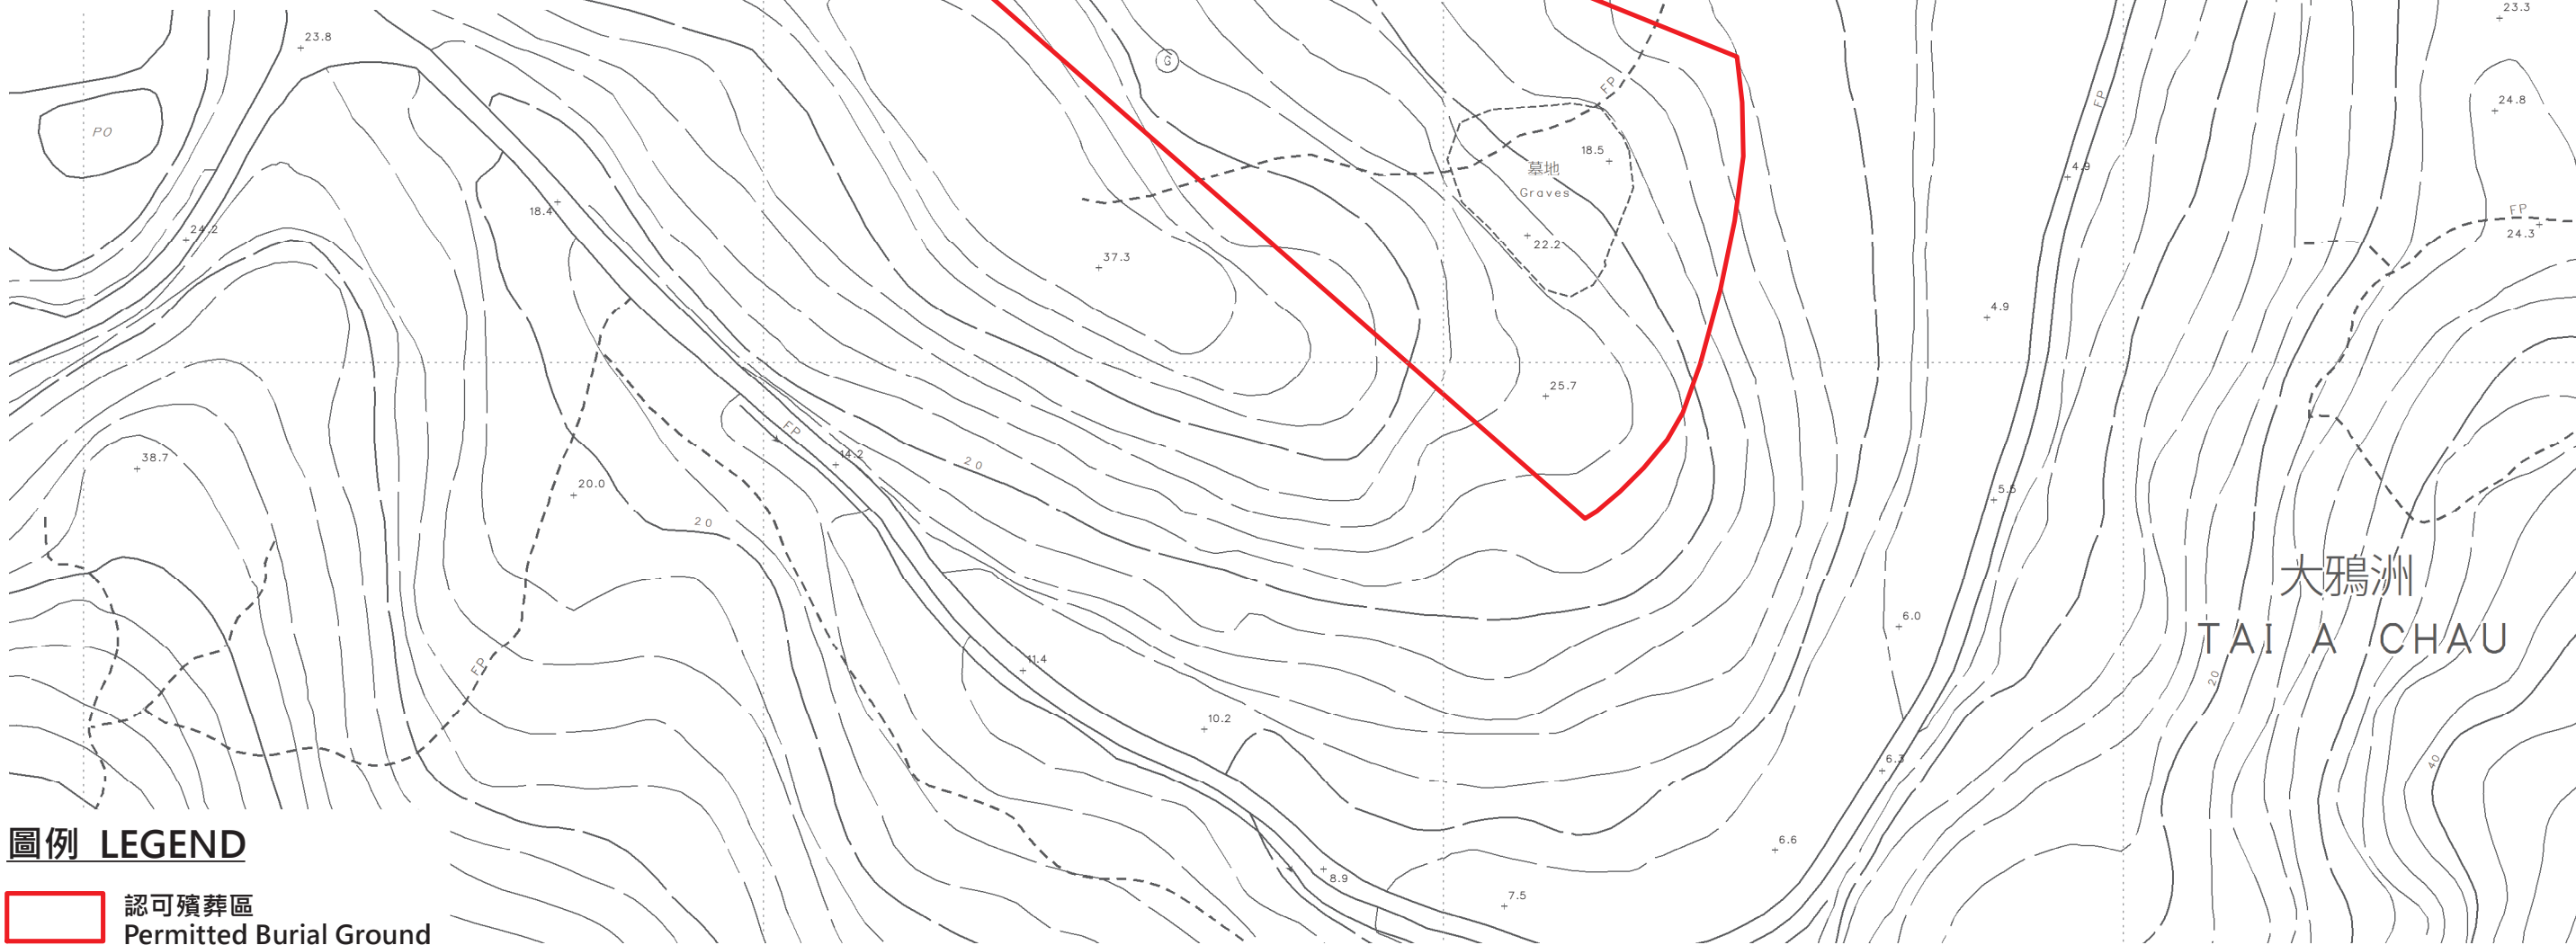 23.8
23.3
G
PO
FP
FP
24.8
18.5
墓地
Graves
4.9
18.4
24.2
22.2
FP
24.3
37.3
4.9
25.7
FP
14.2
20
38.7
20.0
20
5.5
大鴉洲
TAI A CHAU
6.0
FP
11.4
20
10.2
6.3
40
6.6
8.9
7.5
圖例 LEGEND
認可殯葬區
Permitted Burial Ground